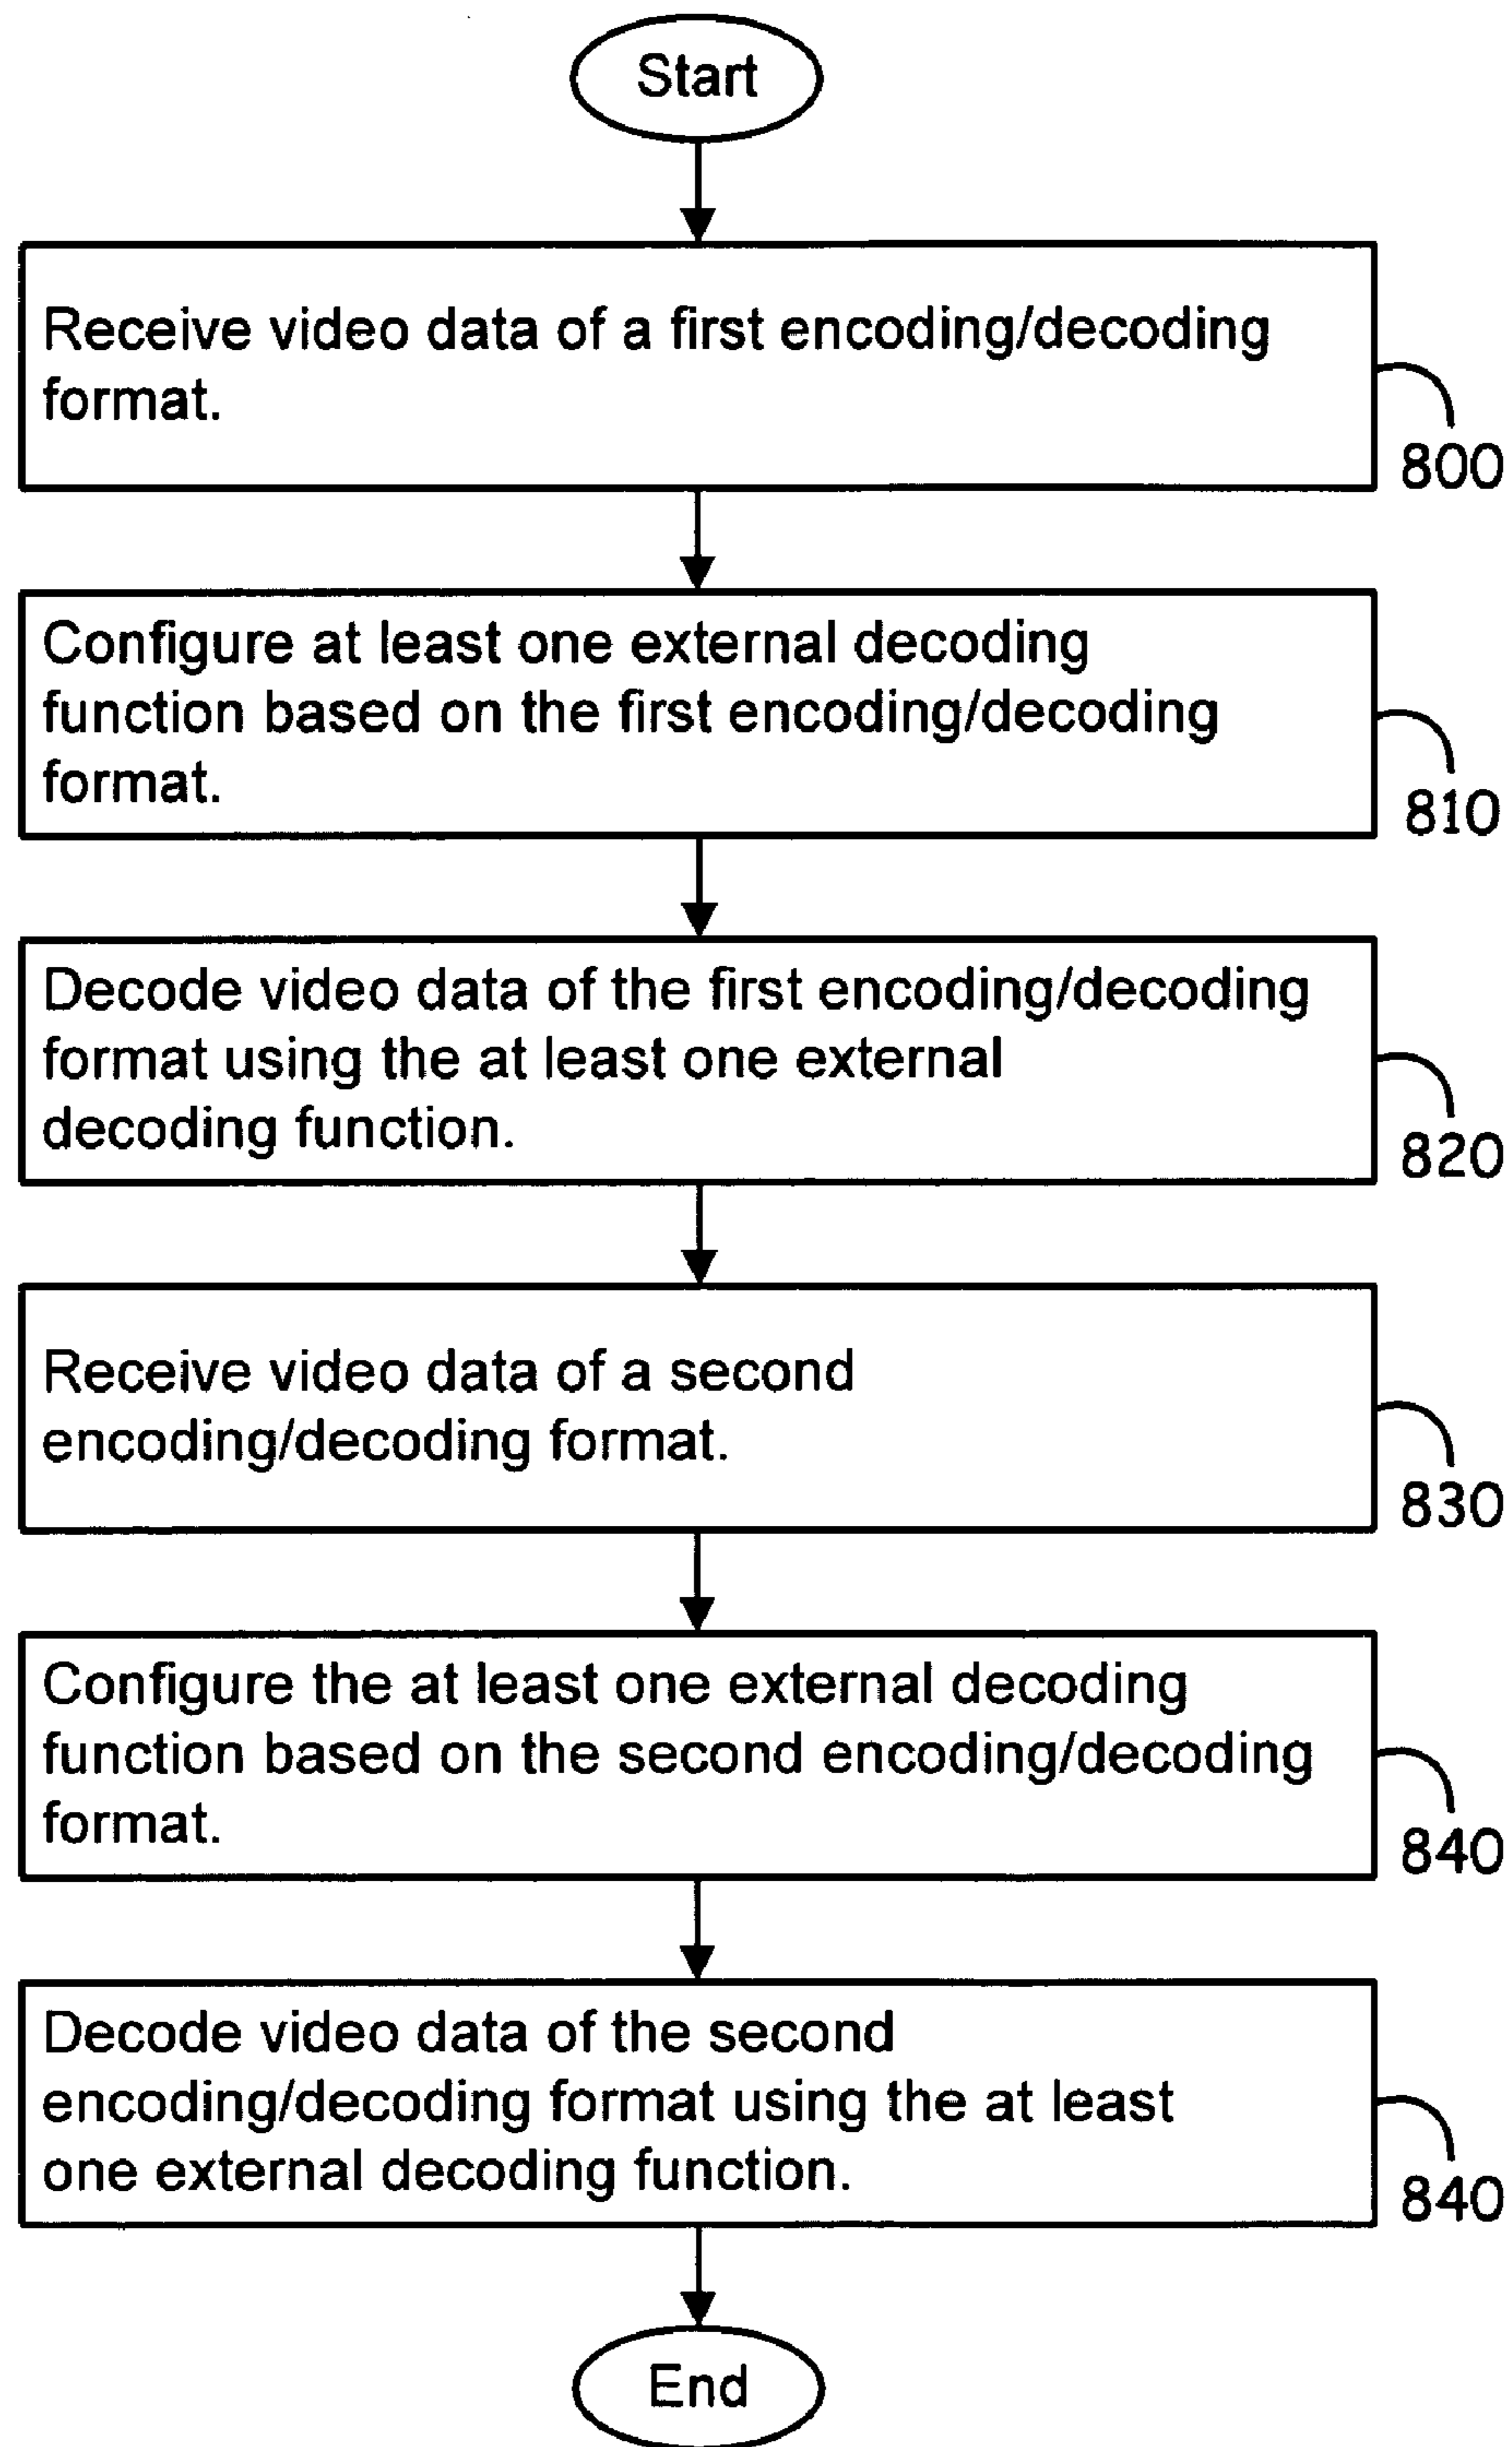 Start
Receive video data of a first encoding/decoding
format.
800
Configure at least one external decoding
function based on the first encoding/decoding
format.
810
Decode video data of the first encoding/decoding
format using the at least one external
decoding function.
820
Receive video data of a second
encoding/decoding format.
830
Configure the at least one external decoding
function based on the second encoding/decoding
format.
840
Decode video data of the second
encoding/decoding format using the at least
one external decoding function.
840
End